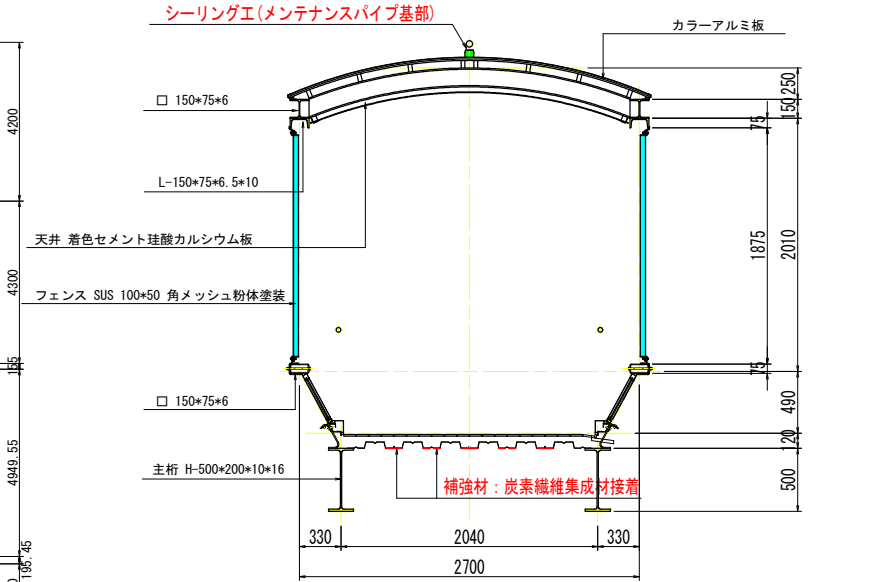 シーリング工(メンテナンスパイプ基部)
カラーアルミ板
250
150
75
□ 150*75*6
4200
L-150*75*6.5*10
天井 着色セメント珪酸カルシウム板
1875
2010
4300
フェンス SUS 100*50 角メッシュ粉体塗装
155
75
□ 150*75*6
490
120
4949.55
主桁 H-500*200*10*16
補強材：炭素繊維集成材接着
500
330
2040
330
195.45
2700